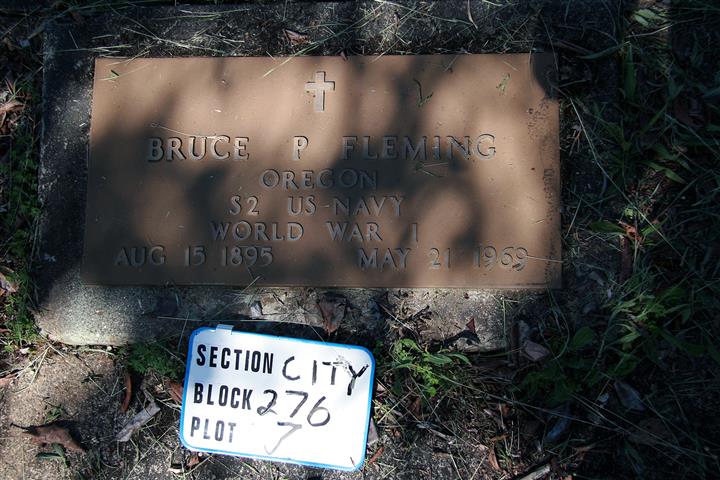 BRUCE P FLEMING
OREGON
S2 US NAVY
WORLD WAR I
AUG 15 1895 MAY 21 1969
SECTION CITY
BLOCK 276
PLOT 7